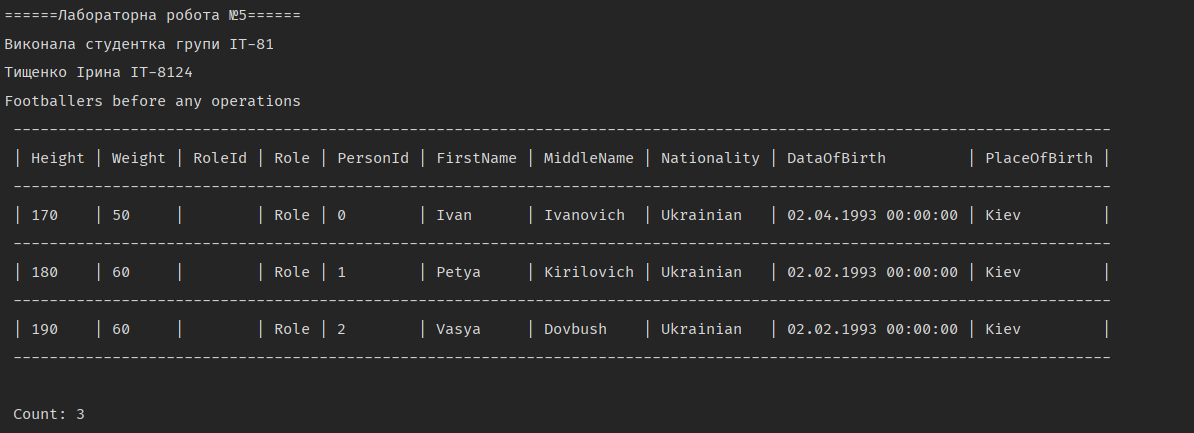 ======Лабораторна робота №5======
Виконала студентка групи IT-81
Тищенко Ірина IT-8124
Footballers before any operations
--------------------------------------------------------------------------------------------------------------------------
| Height | Weight | RoleId | Role | PersonId | FirstName | MiddleName | Nationality | DataOfBirth         | PlaceOfBirth |
--------------------------------------------------------------------------------------------------------------------------
| 170    | 50     |        | Role | 0        | Ivan      | Ivanovich  | Ukrainian   | 02.04.1993 00:00:00 | Kiev         |
--------------------------------------------------------------------------------------------------------------------------
| 180    | 60     |        | Role | 1        | Petya     | Kirilovich | Ukrainian   | 02.02.1993 00:00:00 | Kiev         |
--------------------------------------------------------------------------------------------------------------------------
| 190    | 60     |        | Role | 2        | Vasya     | Dovbush    | Ukrainian   | 02.02.1993 00:00:00 | Kiev         |
--------------------------------------------------------------------------------------------------------------------------
Count: 3